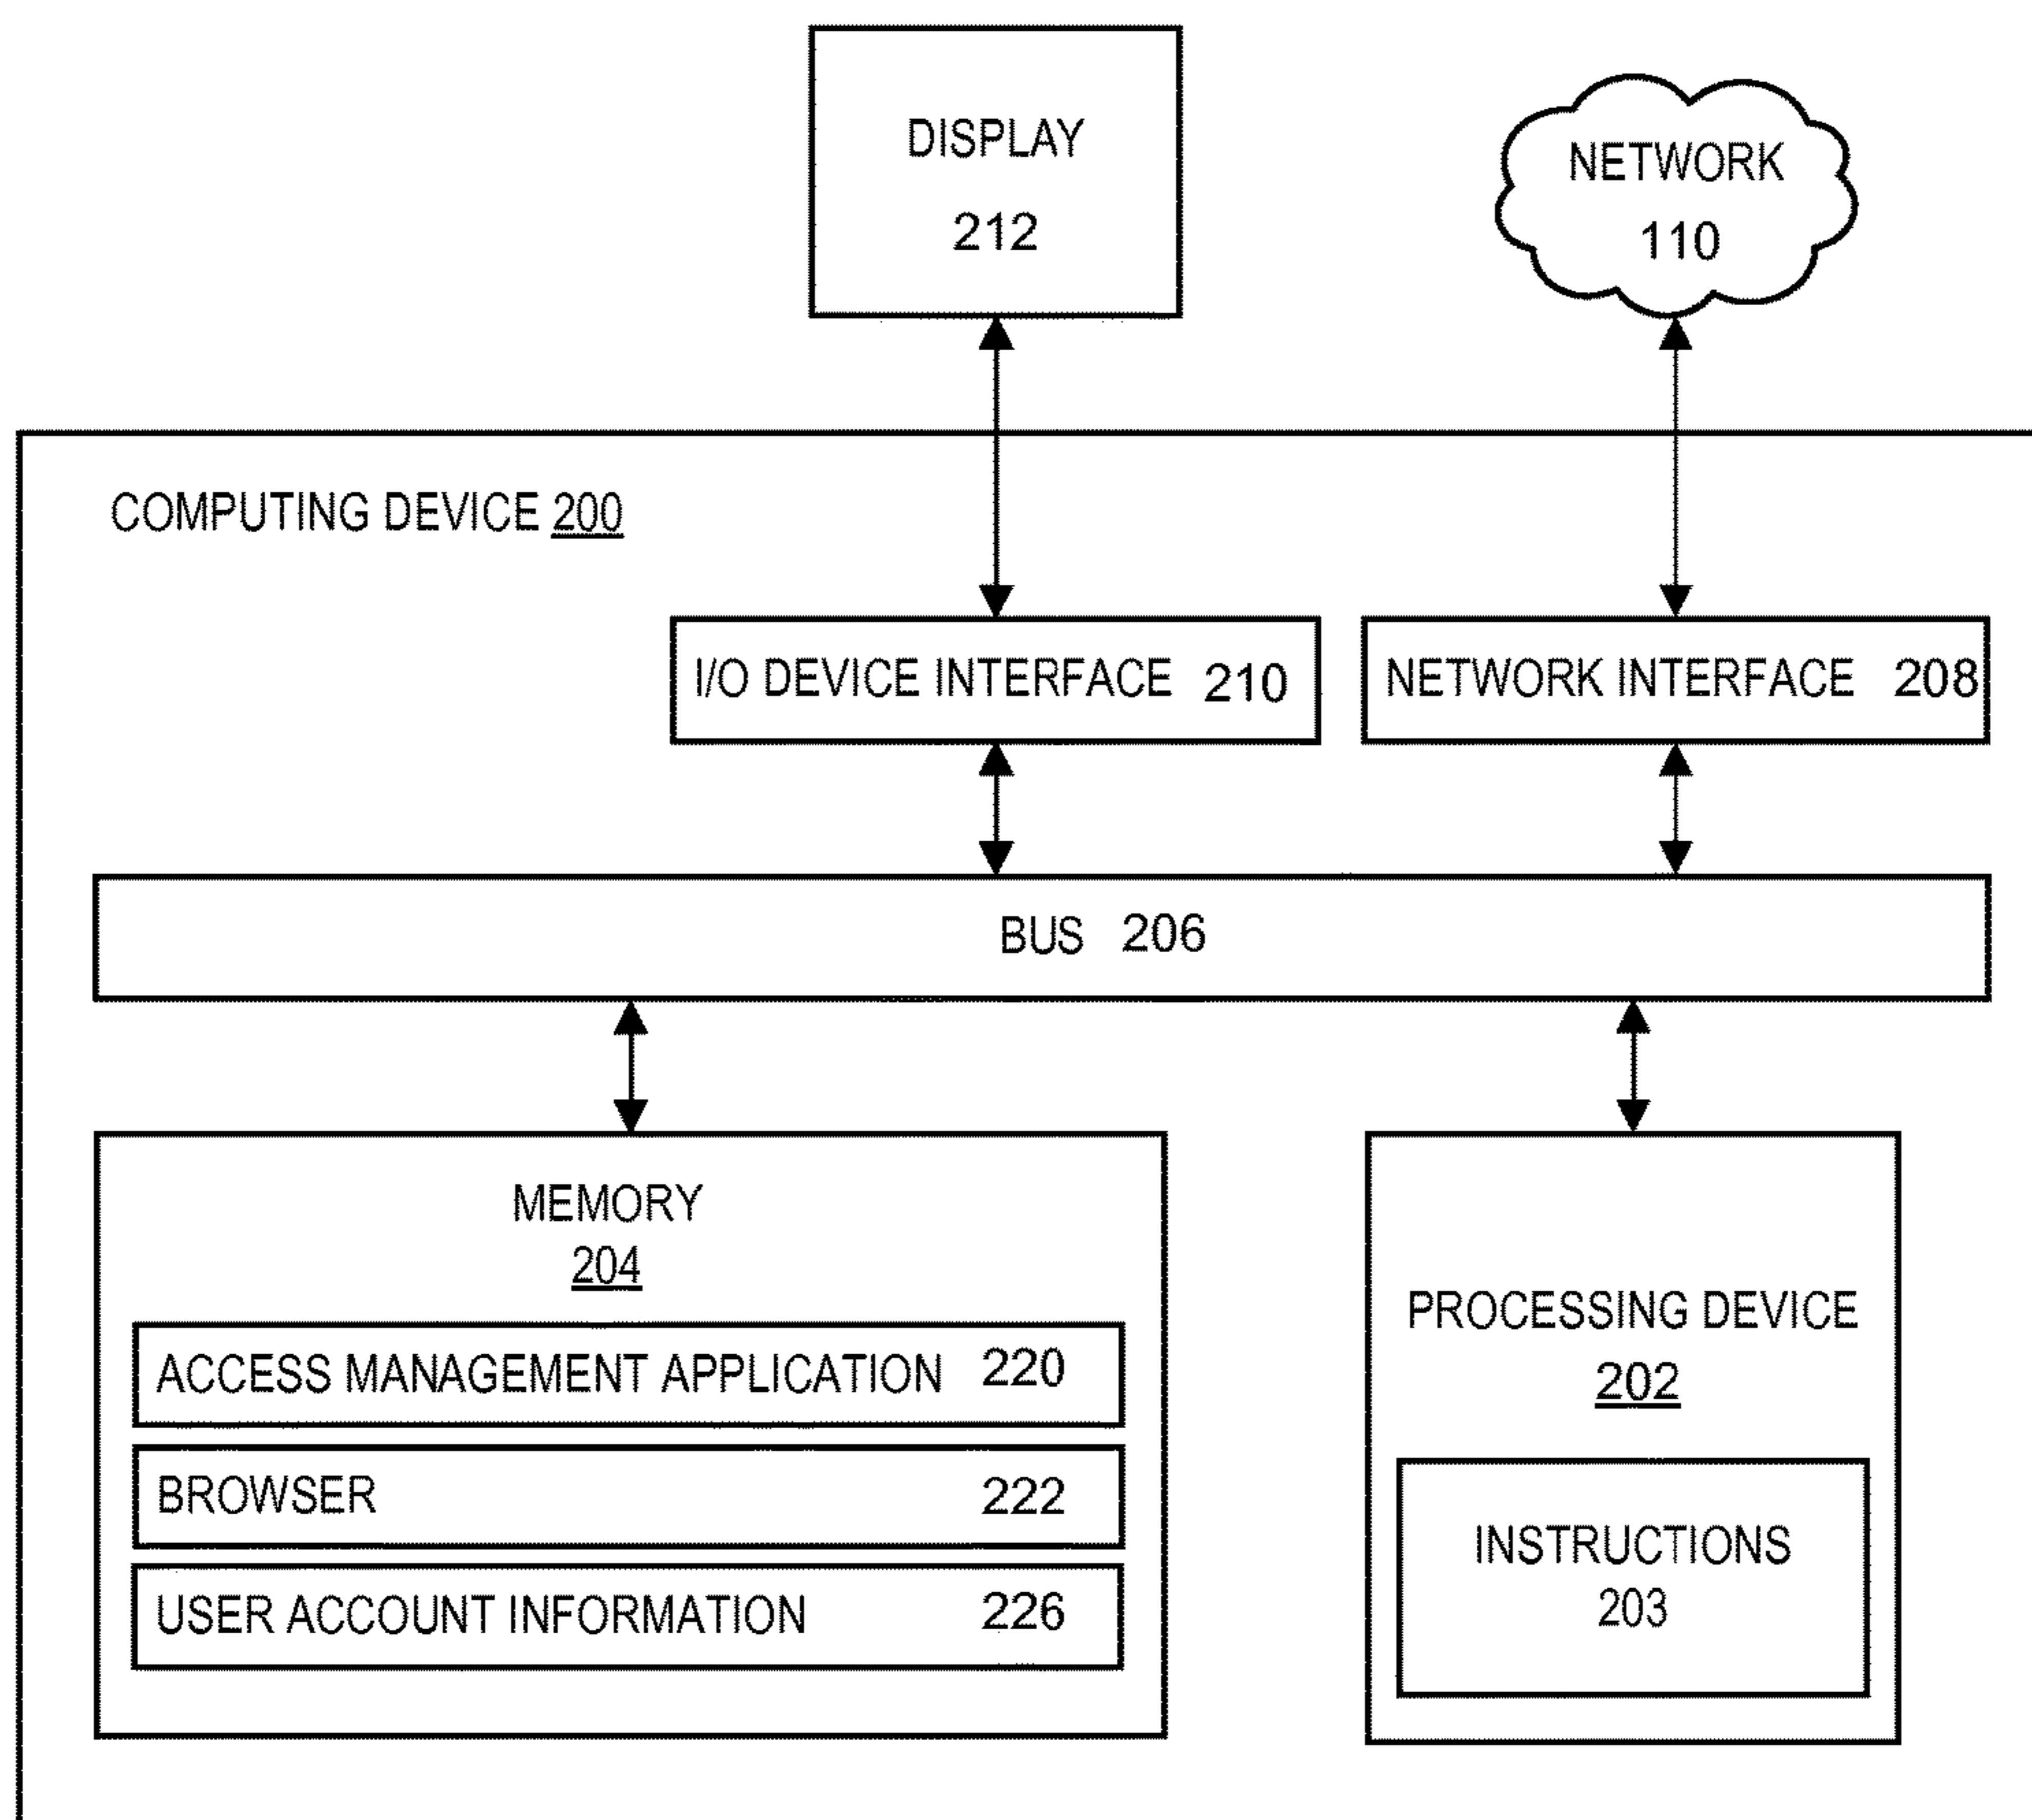 DISPLAY
212
NETWORK
110
COMPUTING DEVICE 200
I/O DEVICE INTERFACE 210
NETWORK INTERFACE 208
BUS 206
MEMORY
204
ACCESS MANAGEMENT APPLICATION 220
BROWSER 222
USER ACCOUNT INFORMATION 226
PROCESSING DEVICE
202
INSTRUCTIONS
203